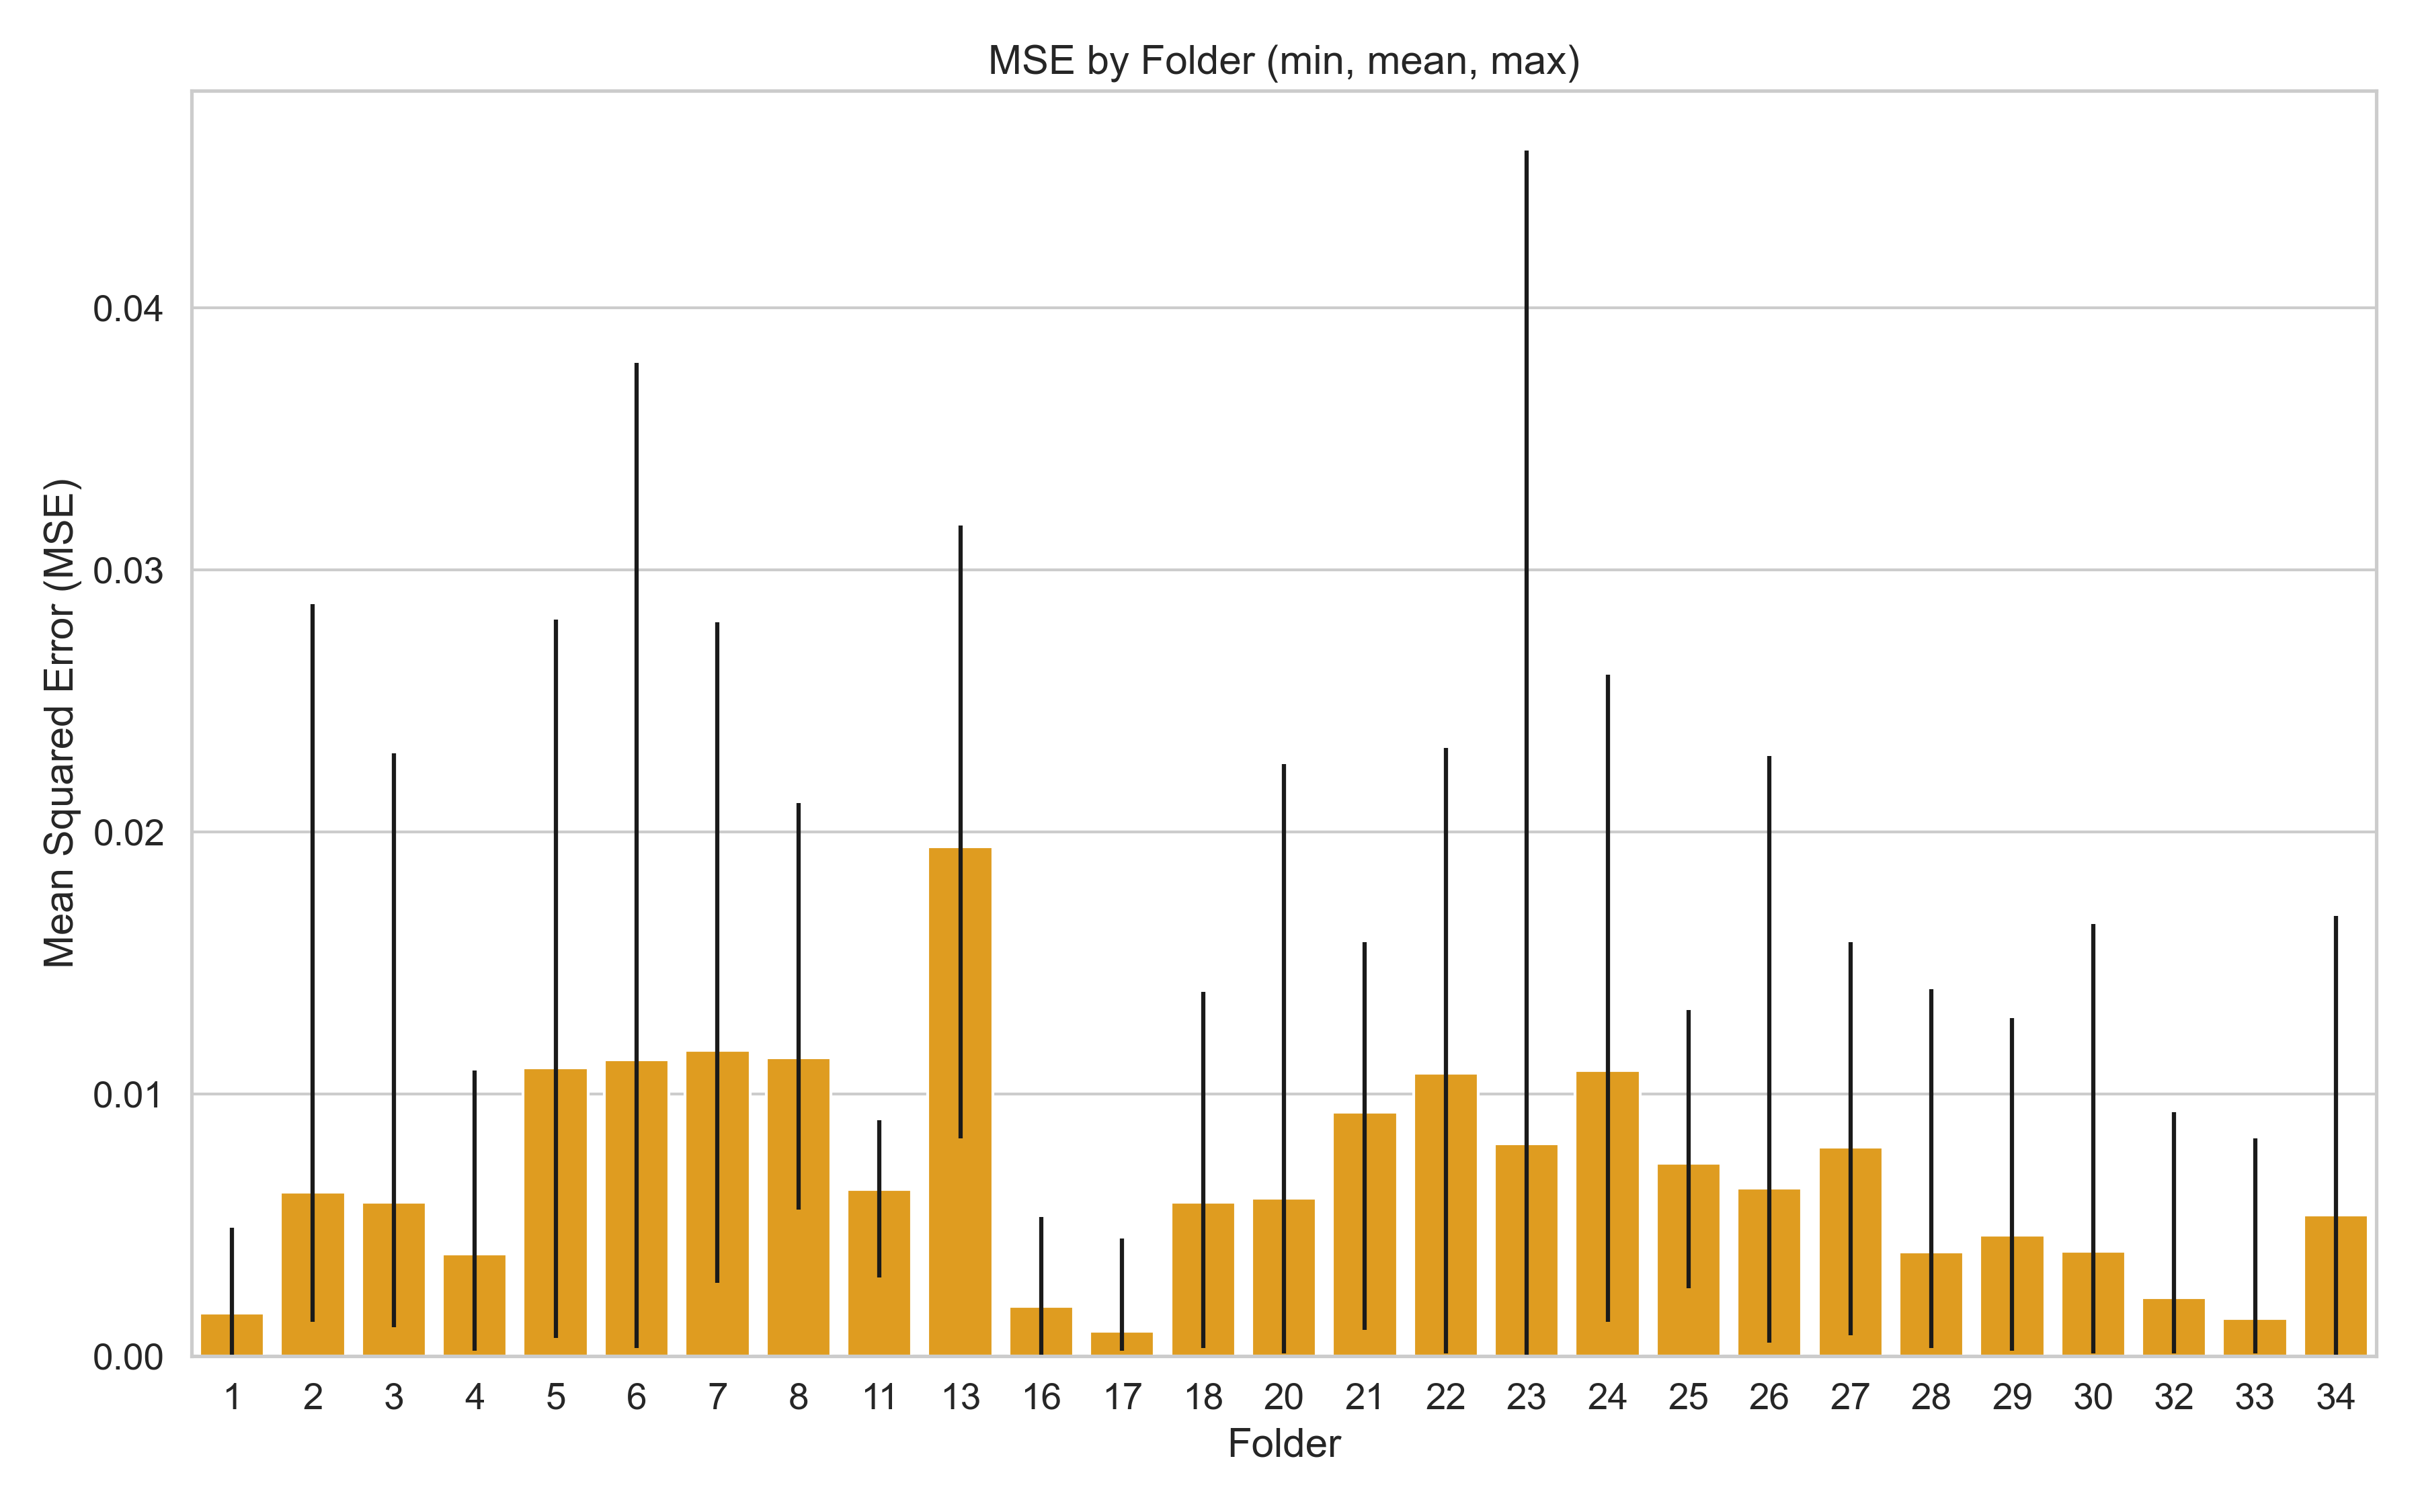 MSE by Folder (min, mean, max)
Mean Squared Error (MSE)
0.04
0.03
0.02
0.01
0.00
1 2 3 4 5 6 7 8 11 13 16 17 18 20 21 22 23 24 25 26 27 28 29 30 32 33 34
Folder